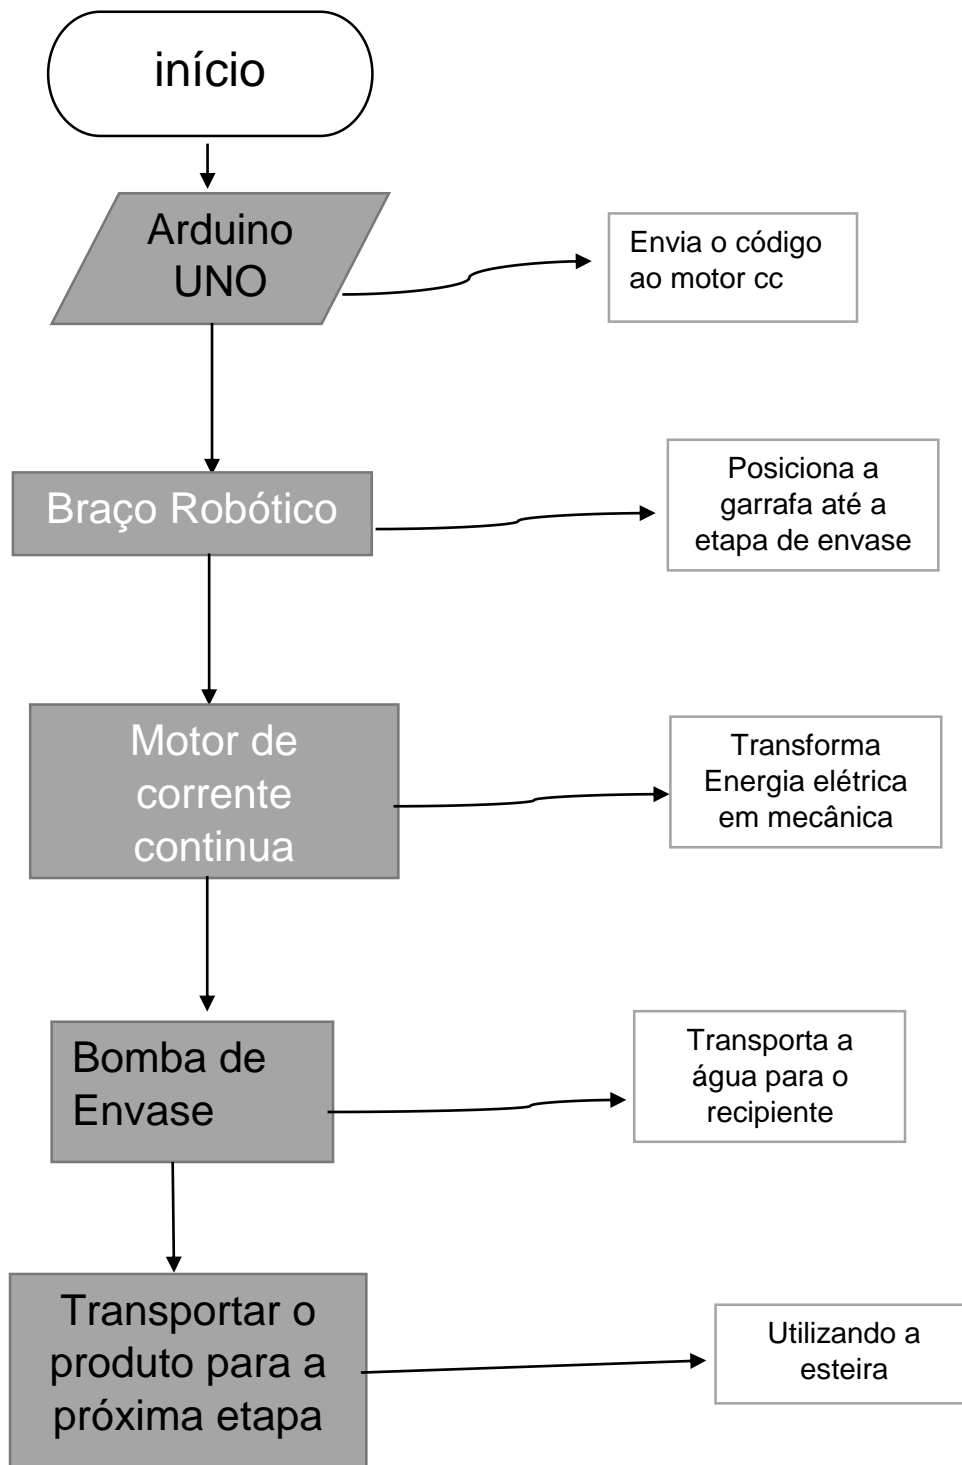 início
Arduino
UNO
Envia o código
ao motor cc
Braço Robótico
Posiciona a
garrafa até a
etapa de envase
Motor de
corrente
continua
Transforma
Energia elétrica
em mecânica
Bomba de
Envase
Transporta a
água para o
recipiente
Transportar o
produto para a
próxima etapa
Utilizando a
esteira